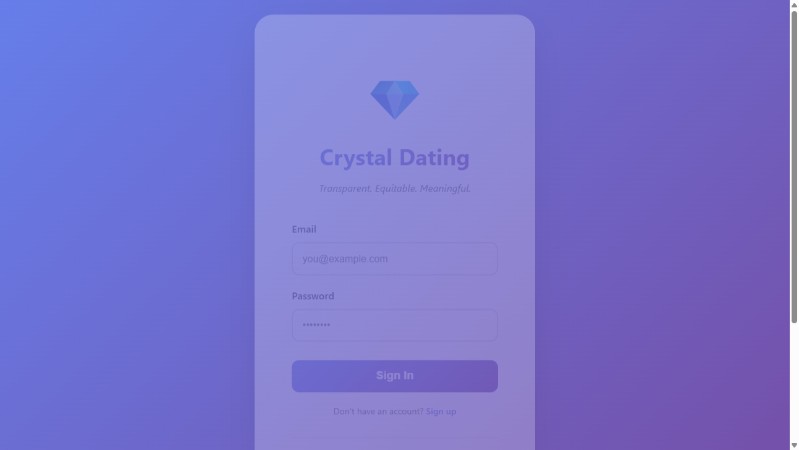 Crystal Dating
Transparent. Equitable. Meaningful.
Email
you@example.com
Password
••••••••
Sign In
Don't have an account? Sign up